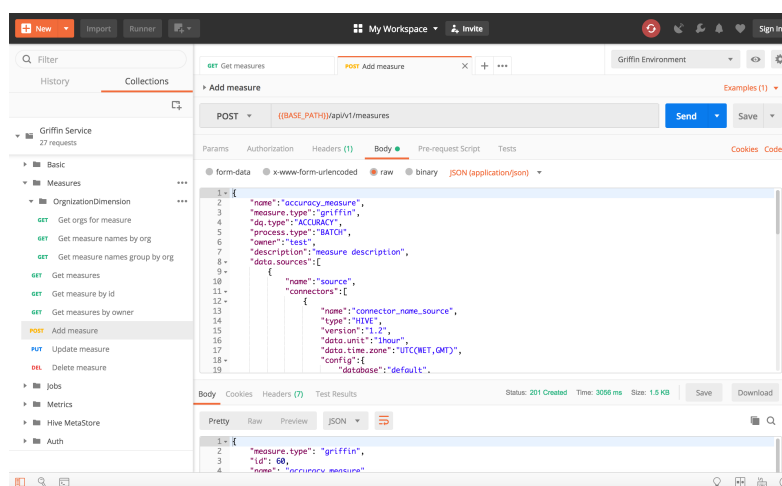 New Import Runner My Workspace Invite Sign In
Filter
History Collections
Griffin Service
27 requests
Basic
Measures
OrgnizationDimension
GET Get orgs for measure
GET Get measure names by org
GET Get measure names group by org
GET Get measures
GET Get measure by id
GET Get measures by owner
POST Add measure
PUT Update measure
DEL Delete measure
Jobs
Metrics
Hive MetaStore
Auth
GET Get measures POST Add measure Griffin Environment
Add measure Examples (1)
POST {{BASE_PATH}}/api/v1/measures Send Save
Params Authorization Headers (1) Body Pre-request Script Tests Cookies Code
form-data x-www-form-urlencoded raw binary JSON (application/json)
1 {
2 "name":"accuracy_measure",
3 "measure.type":"griffin",
4 "dq.type":"ACCURACY",
5 "process.type":"BATCH",
6 "owner":"test",
7 "description":"measure description",
8 "data.sources":[
9 {
10 "name":"source",
11 "connectors":[
12 {
13 "name":"connector_name_source",
14 "type":"HIVE",
15 "version":"1.2",
16 "data.unit":"1hour",
17 "data.time.zone":"UTC(WET,GMT)",
18 "config":{
19 "database":"default",
Body Cookies Headers (7) Test Results Status: 201 Created Time: 3056 ms Size: 1.5 KB Save Download
Pretty Raw Preview JSON
1 {
2 "measure.type": "griffin",
3 "id": 60,
4 "name": "accuracy_measure"